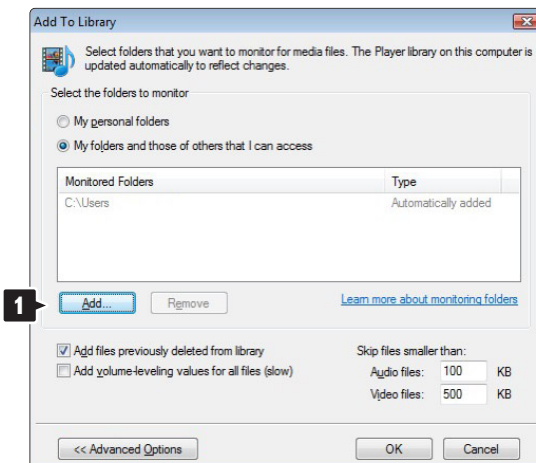 Add To Library
Select folders that you want to monitor for media files. The Player library on this computer is
updated automatically to reflect changes.
Select the folders to monitor
My personal folders
My folders and those of others that I can access
Monitored Folders Type
C:\Users Automatically added
1 Add... Remove Learn more about monitoring folders
Add files previously deleted from library Skip files smaller than:
Add volume-leveling values for all files (slow) Audio files: 100 KB
Video files: 500 KB
<< Advanced Options OK Cancel